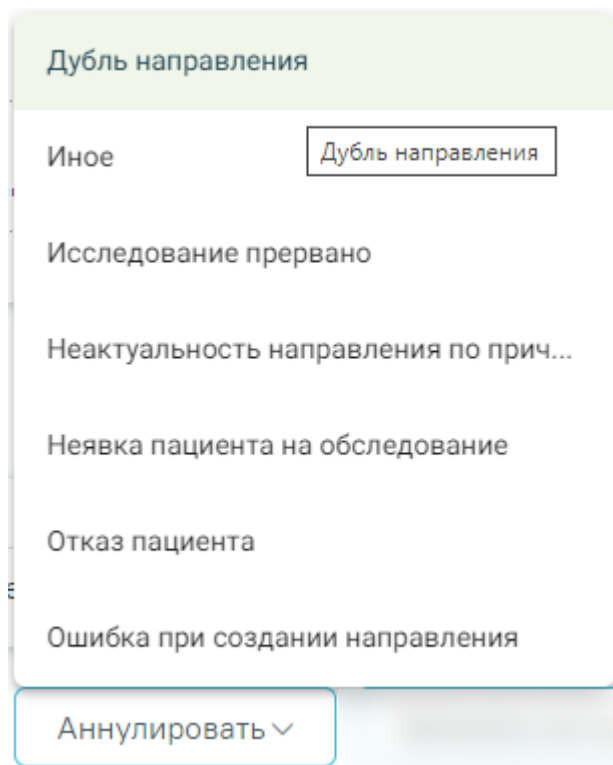 Дубль направления
Иное
Дубль направления
Исследование прервано
Неактуальность направления по прич...
Неявка пациента на обследование
Отказ пациента
Ошибка при создании направления
Аннулировать